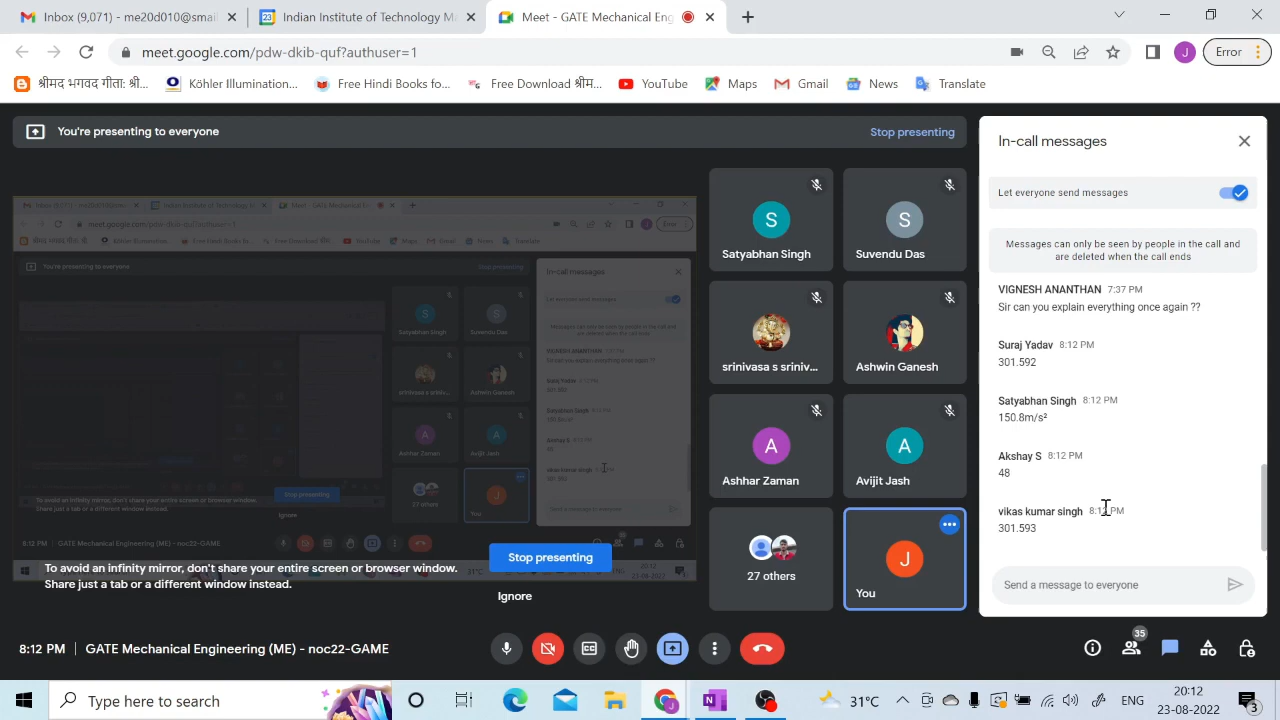 Inbox (9,071) - me20d010@smail
Indian Institute of Technology M
Meet - GATE Mechanical Eng
meet.google.com/pdw-dkib-quf?authuser=1
Error
श्रीमद भगवद गीता: श्री...
Köhler Illumination...
Free Hindi Books fo...
Free Download श्रीम...
YouTube
Maps
Gmail
News
Translate
You're presenting to everyone
Stop presenting
Satyabhan Singh
Suvendu Das
srinivasa s sriniv...
Ashwin Ganesh
Ashhar Zaman
Avijit Jash
27 others
You
S
S
A
A
J
J
In-call messages
Let everyone send messages
Messages can only be seen by people in the call and
are deleted when the call ends
VIGNESH ANANTHAN 7:37 PM
Sir can you explain everything once again ??
Suraj Yadav 8:12 PM
301.592
Satyabhan Singh 8:12 PM
150.8m/s²
Akshay S 8:12 PM
48
vikas kumar singh 8:12 PM
301.593
Send a message to everyone
To avoid an infinity mirror, don't share your entire screen or browser window.
Share just a tab or a different window instead.
Stop presenting
Ignore
8:12 PM | GATE Mechanical Engineering (ME) - noc22-GAME
35
Type here to search
31°C
ENG
20:12
23-08-2022
3